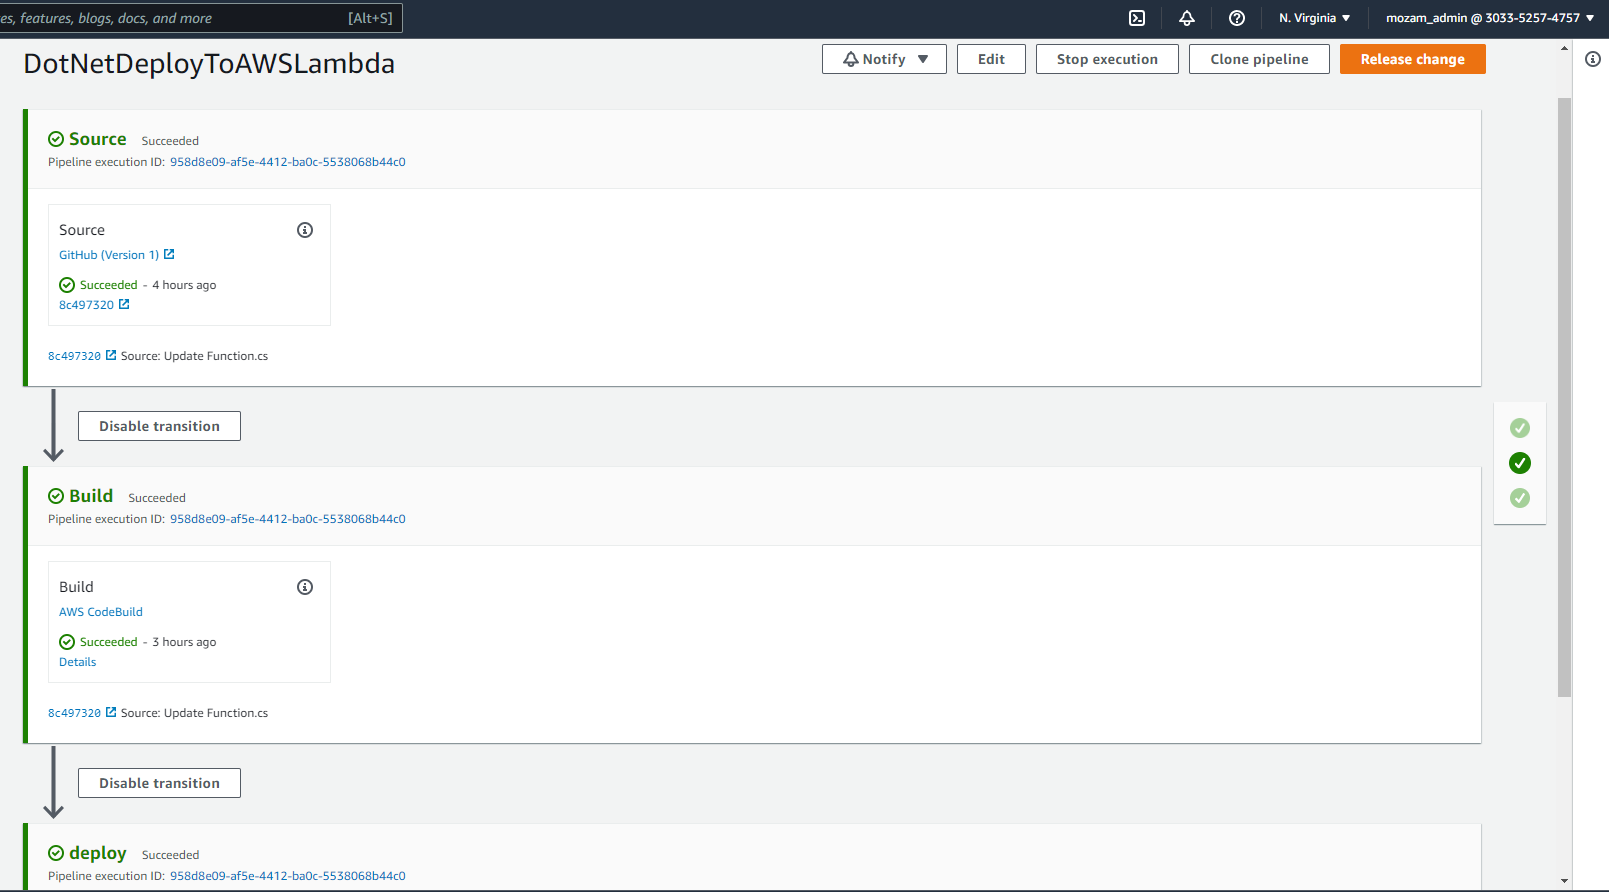 es, features, blogs, docs, and more [Alt+S] N. Virginia mozam_admin @ 3033-5257-4757
DotNetDeployToAWSLambda Notify Edit Stop execution Clone pipeline Release change
Source Succeeded
Pipeline execution ID: 958d8e09-af5e-4412-ba0c-5538068b44c0
Source
GitHub (Version 1)
Succeeded - 4 hours ago
8c497320
8c497320 Source: Update Function.cs
Disable transition
Build Succeeded
Pipeline execution ID: 958d8e09-af5e-4412-ba0c-5538068b44c0
Build
AWS CodeBuild
Succeeded - 3 hours ago
Details
8c497320 Source: Update Function.cs
Disable transition
deploy Succeeded
Pipeline execution ID: 958d8e09-af5e-4412-ba0c-5538068b44c0